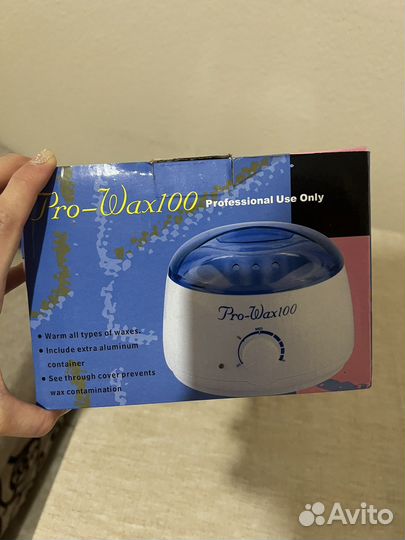 Pro-Wax100 Professional Use Only
Pro-Wax100
• Warm all types of waxes.
• Include extra aluminum
container
• See through cover prevents
wax contamination
Avito